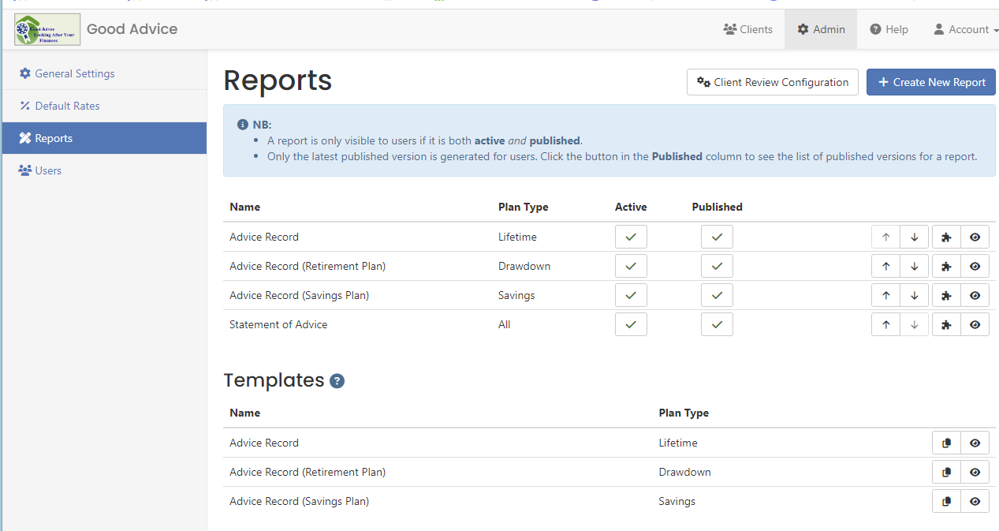 Good Advice
Looking After Your
Finances
Good Advice
Clients
Admin
Help
Account
General Settings
Default Rates
Reports
Users
Reports
Client Review Configuration
Create New Report
NB:
A report is only visible to users if it is both active and published.
Only the latest published version is generated for users. Click the button in the Published column to see the list of published versions for a report.
Name Plan Type Active Published
Advice Record Lifetime
Advice Record (Retirement Plan) Drawdown
Advice Record (Savings Plan) Savings
Statement of Advice All
Templates
Name Plan Type
Advice Record Lifetime
Advice Record (Retirement Plan) Drawdown
Advice Record (Savings Plan) Savings